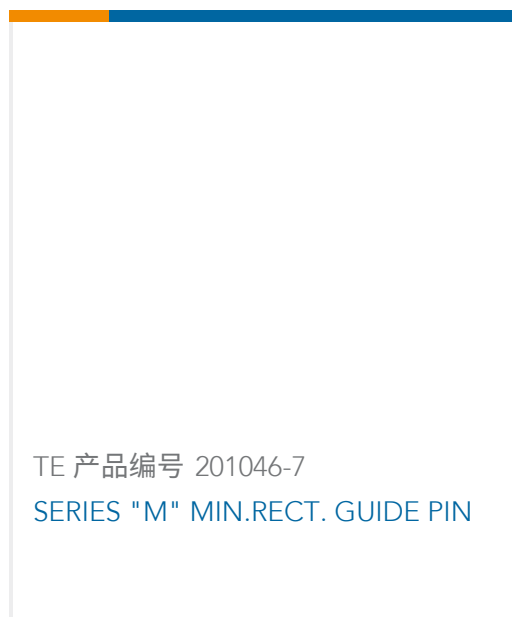 TE 产品编号 201046-7
SERIES "M" MIN.RECT. GUIDE PIN